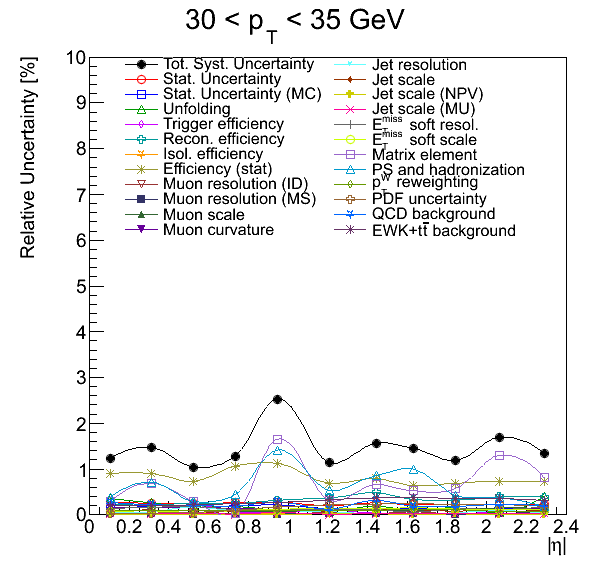 30 < p_T < 35 GeV
Relative Uncertainty [%]
10
9
8
7
6
5
4
3
2
1
0
Tot. Syst. Uncertainty
Stat. Uncertainty
Stat. Uncertainty (MC)
Unfolding
Trigger efficiency
Recon. efficiency
Isol. efficiency
Efficiency (stat)
Muon resolution (ID)
Muon resolution (MS)
Muon scale
Muon curvature
Jet resolution
Jet scale
Jet scale (NPV)
Jet scale (MU)
E_T^miss soft resol.
E_T^miss soft scale
Matrix element
PS and hadronization
p_T^W reweighting
PDF uncertainty
QCD background
EWK+tt̄ background
0 0.2 0.4 0.6 0.8 1 1.2 1.4 1.6 1.8 2 2.2 2.4
|η|